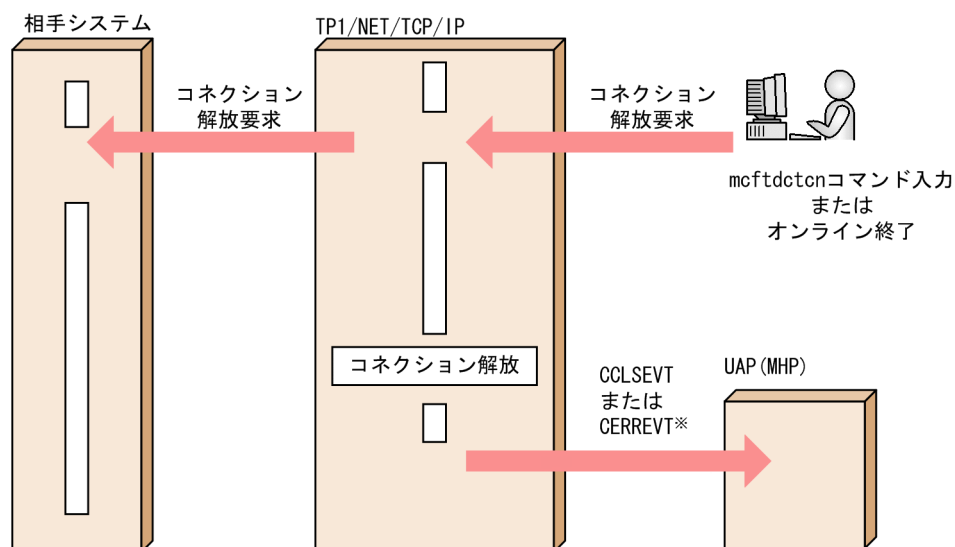 相手システム
TP1/NET/TCP/IP
コネクション
解放要求
コネクション
解放要求
mcftdctcnコマンド入力
または
オンライン終了
コネクション解放
CCLSEVT
または
CERREVT※
UAP(MHP)